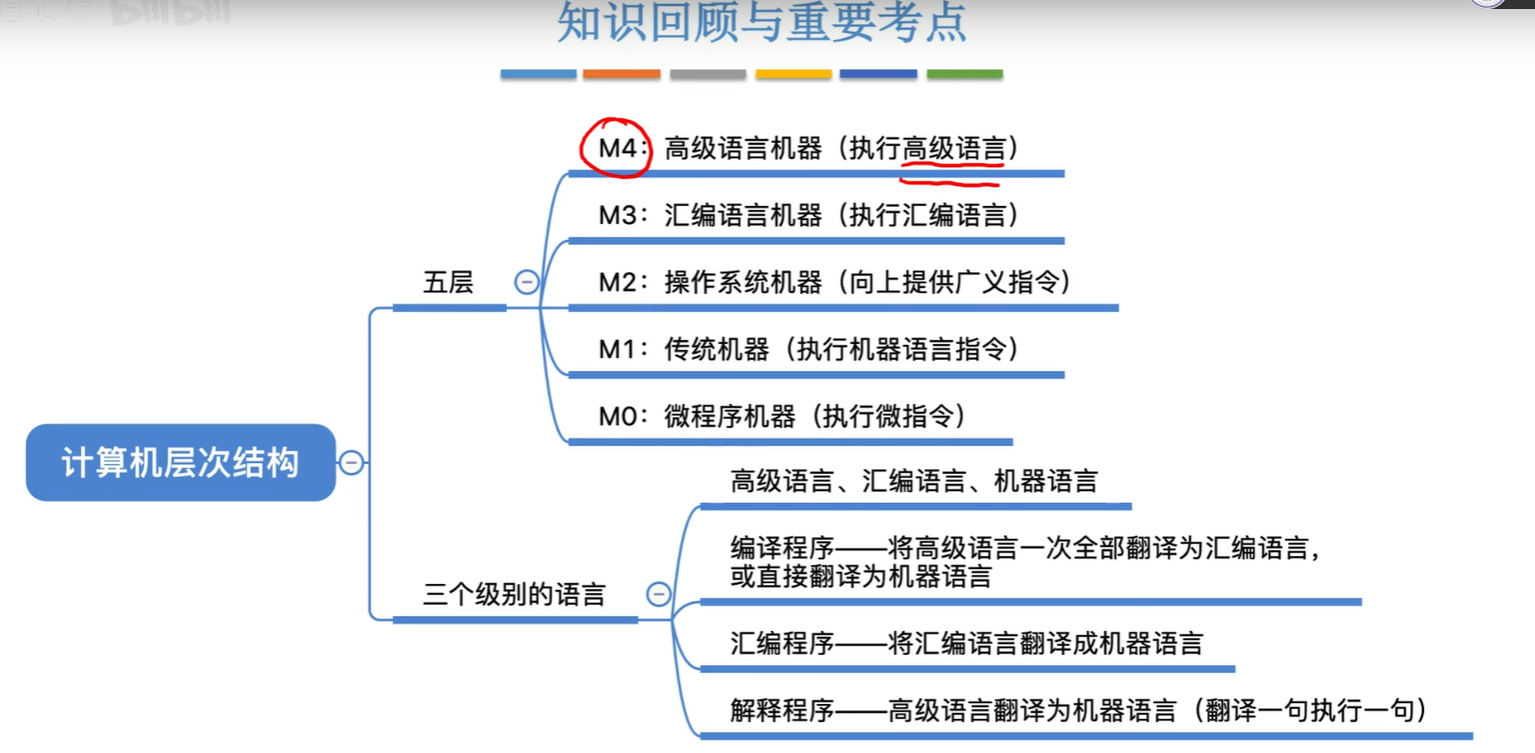 知识回顾与重要考点
M4：高级语言机器（执行高级语言）
M3：汇编语言机器（执行汇编语言）
五层
M2：操作系统机器（向上提供广义指令）
M1：传统机器（执行机器语言指令）
M0：微程序机器（执行微指令）
计算机层次结构
高级语言、汇编语言、机器语言
编译程序——将高级语言一次全部翻译为汇编语言，
或直接翻译为机器语言
三个级别的语言
汇编程序——将汇编语言翻译成机器语言
解释程序——高级语言翻译为机器语言（翻译一句执行一句）